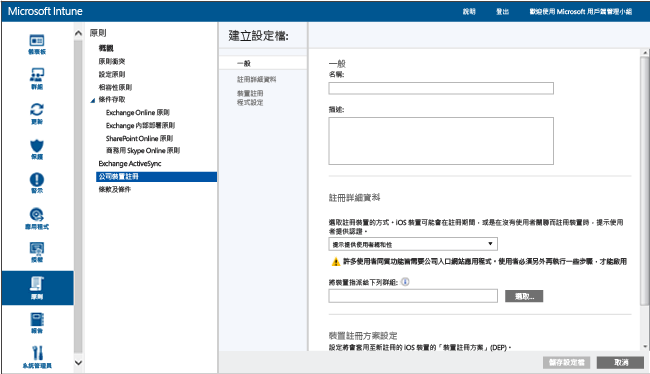 Microsoft Intune
說明
登出
歡迎使用 Microsoft 用戶端管理小組
儀表板
群組
更新
保護
警示
應用程式
授權
原則
報告
系統管理員
原則
概觀
原則衝突
設定原則
相容性原則
條件存取
Exchange Online 原則
Exchange 內部部署原則
SharePoint Online 原則
商務用 Skype Online 原則
Exchange ActiveSync
公司裝置註冊
條款及條件
建立設定檔:
一般
註冊詳細資料
裝置註冊
程式設定
一般
名稱:
描述:
註冊詳細資料
選取註冊裝置的方式。iOS 裝置可能會在註冊期間，或是在沒有使用者關聯而註冊裝置時，提示使用
者提供認證。
提示提供使用者親和性
許多使用者同質功能皆需要公司入口網站應用程式。使用者必須另外再執行一些步驟，才能啟用
將裝置指派給下列群組:
選取...
裝置註冊方案設定
設定將會套用至新註冊的 iOS 裝置的「裝置註冊方案」(DEP)。
儲存設定檔
取消